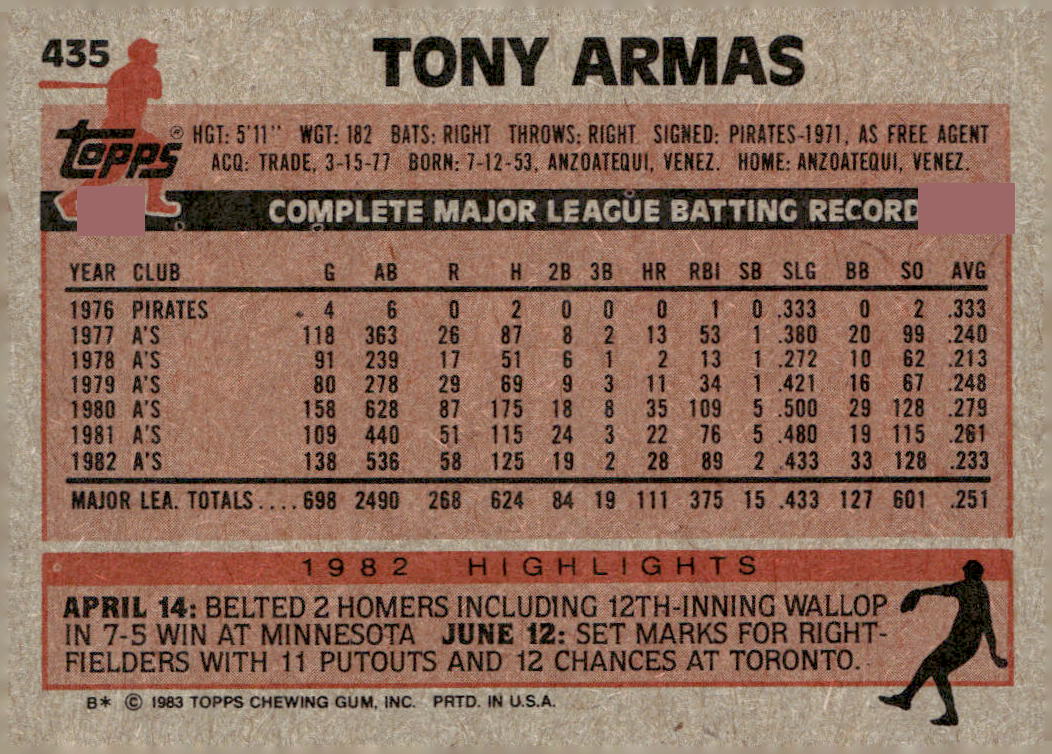 435 TONY ARMAS
topps ® HGT: 5'11" WGT: 182 BATS: RIGHT THROWS: RIGHT SIGNED: PIRATES-1971, AS FREE AGENT
ACQ: TRADE, 3-15-77 BORN: 7-12-53, ANZOATEQUI, VENEZ. HOME: ANZOATEQUI, VENEZ.
COMPLETE MAJOR LEAGUE BATTING RECORD
YEAR CLUB G AB R H 2B 3B HR RBI SB SLG BB SO AVG
1976 PIRATES 4 6 0 2 0 0 0 1 0 .333 0 2 .333
1977 A'S 118 363 26 87 8 2 13 53 1 .380 20 99 .240
1978 A'S 91 239 17 51 6 1 2 13 1 .272 10 62 .213
1979 A'S 80 278 29 69 9 3 11 34 1 .421 16 67 .248
1980 A'S 158 628 87 175 18 8 35 109 5 .500 29 128 .279
1981 A'S 109 440 51 115 24 3 22 76 5 .480 19 115 .261
1982 A'S 138 536 58 125 19 2 28 89 2 .433 33 128 .233
MAJOR LEA. TOTALS.... 698 2490 268 624 84 19 111 375 15 .433 127 601 .251
1982 HIGHLIGHTS
APRIL 14: BELTED 2 HOMERS INCLUDING 12TH-INNING WALLOP
IN 7-5 WIN AT MINNESOTA JUNE 12: SET MARKS FOR RIGHT-
FIELDERS WITH 11 PUTOUTS AND 12 CHANCES AT TORONTO.
B* © 1983 TOPPS CHEWING GUM, INC. PRTD. IN U.S.A.